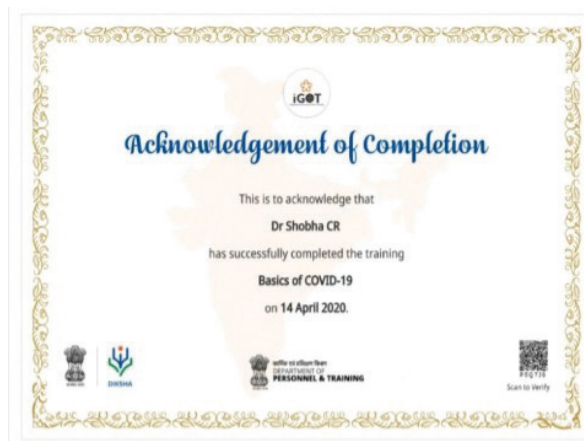 iGOT
Acknowledgement of Completion
This is to acknowledge that
Dr Shobha CR
has successfully completed the training
Basics of COVID-19
on 14 April 2020.
DIKSHA
DEPARTMENT OF
PERSONNEL & TRAINING
Scan to Verify